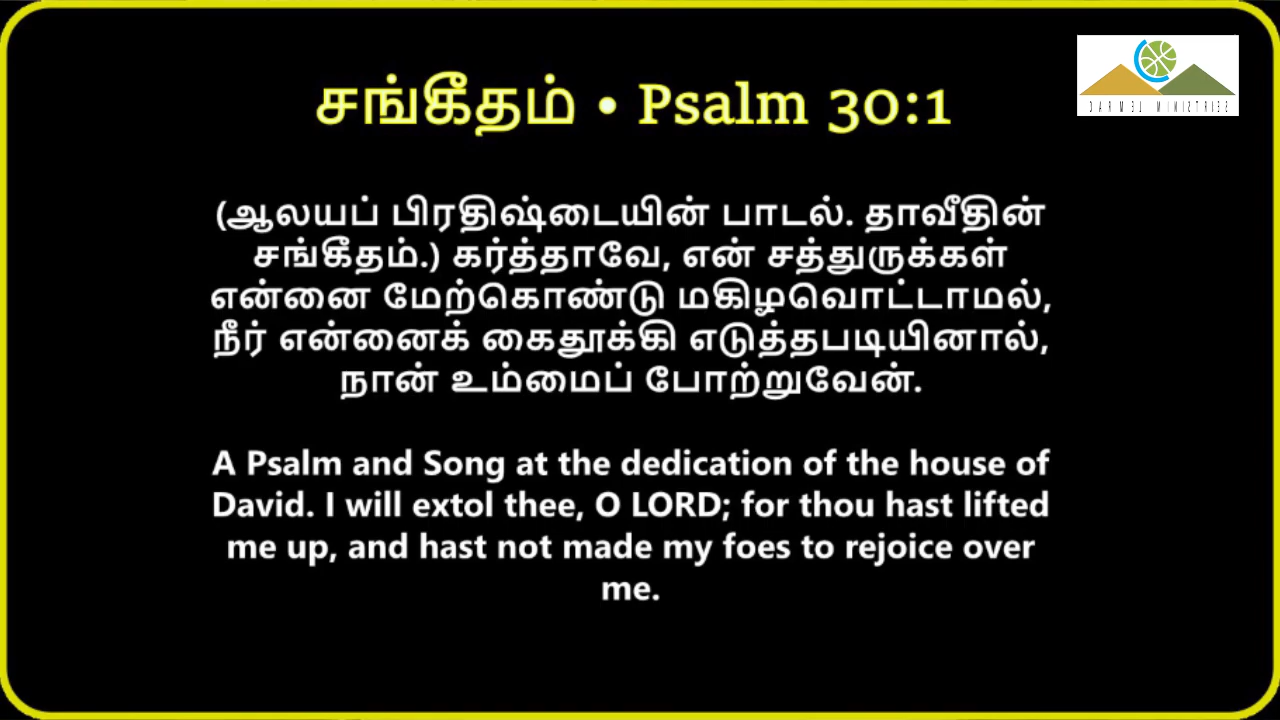 சங்கீதம் • Psalm 30:1
(ஆலயப் பிரதிஷ்டையின் பாடல். தாவீதின்
சங்கீதம்.) கர்த்தாவே, என் சத்துருக்கள்
என்னை மேற்கொண்டு மகிழவொட்டாமல்,
நீர் என்னைக் கைதூக்கி எடுத்தபடியினால்,
நான் உம்மைப் போற்றுவேன்.
A Psalm and Song at the dedication of the house of
David. I will extol thee, O LORD; for thou hast lifted
me up, and hast not made my foes to rejoice over
me.